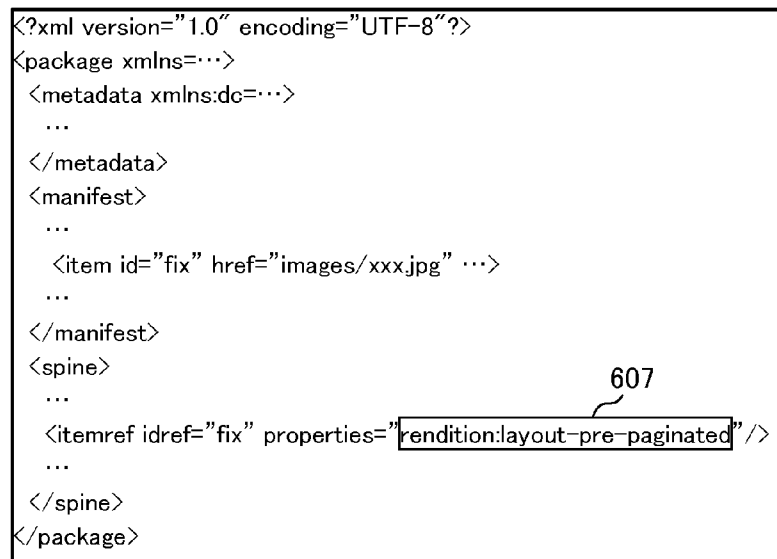 <?xml version="1.0" encoding="UTF-8"?>
<package xmlns=⋯>
<metadata xmlns:dc=⋯>
⋯
</metadata>
<manifest>
⋯
<item id="fix" href="images/xxx.jpg" ⋯>
⋯
</manifest>
<spine>
607
⋯
<itemref idref="fix" properties="rendition:layout-pre-paginated"/>
⋯
</spine>
</package>